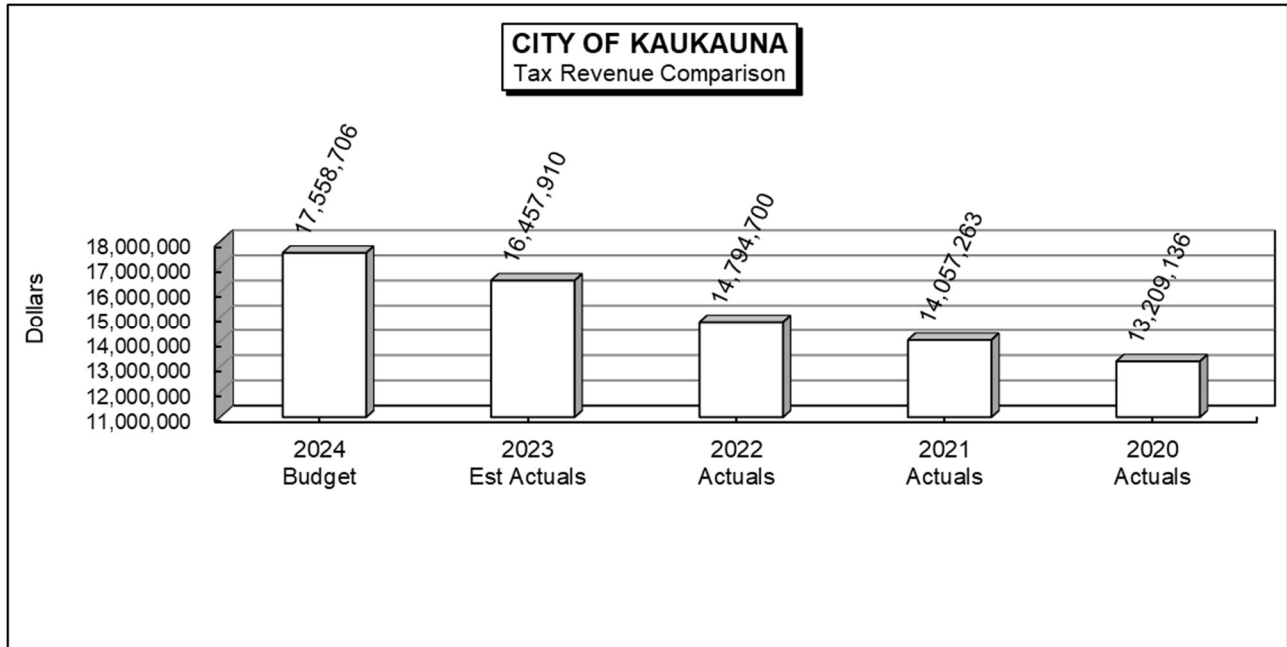 CITY OF KAUKAUNA
Tax Revenue Comparison
17,558,706
16,457,910
14,794,700
14,057,263
13,209,136
Dollars
18,000,000
17,000,000
16,000,000
15,000,000
14,000,000
13,000,000
12,000,000
11,000,000
2024
Budget
2023
Est Actuals
2022
Actuals
2021
Actuals
2020
Actuals